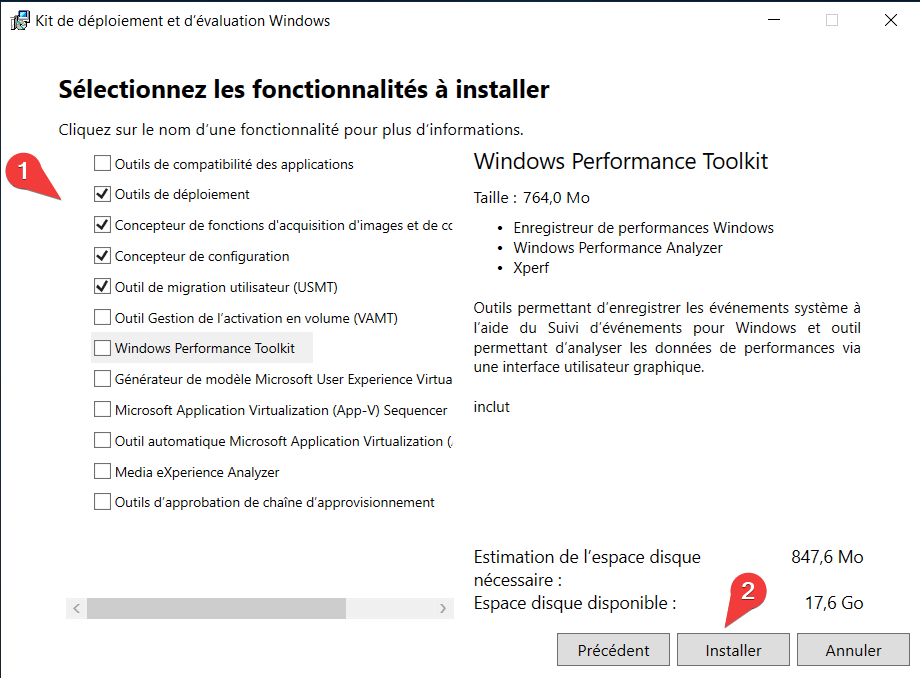 Kit de déploiement et d'évaluation Windows
Sélectionnez les fonctionnalités à installer
Cliquez sur le nom d'une fonctionnalité pour plus d'informations.
1
Outils de compatibilité des applications
Outils de déploiement
Concepteur de fonctions d'acquisition d'images et de cc
Concepteur de configuration
Outil de migration utilisateur (USMT)
Outil Gestion de l'activation en volume (VAMT)
Windows Performance Toolkit
Générateur de modèle Microsoft User Experience Virtua
Microsoft Application Virtualization (App-V) Sequencer
Outil automatique Microsoft Application Virtualization (
Media eXperience Analyzer
Outils d'approbation de chaîne d'approvisionnement
Windows Performance Toolkit
Taille : 764,0 Mo
• Enregistreur de performances Windows
• Windows Performance Analyzer
• Xperf
Outils permettant d'enregistrer les événements système à
l'aide du Suivi d'événements pour Windows et outil
permettant d'analyser les données de performances via
une interface utilisateur graphique.
inclut
Estimation de l'espace disque 847,6 Mo
nécessaire :
Espace disque disponible : 17,6 Go
2
Précédent
Installer
Annuler